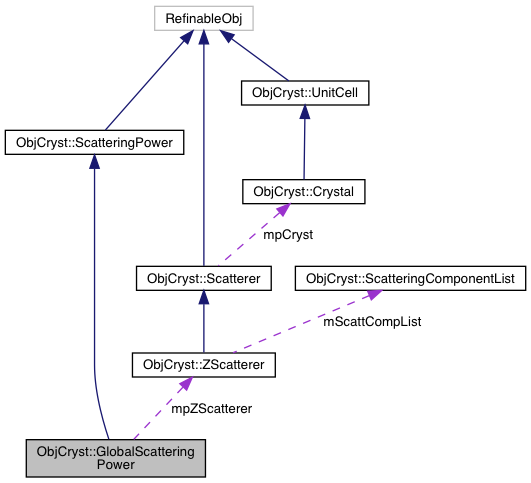 RefinableObj
ObjCryst::UnitCell
ObjCryst::ScatteringPower
ObjCryst::Crystal
mpCryst
ObjCryst::Scatterer
ObjCryst::ScatteringComponentList
mScattCompList
ObjCryst::ZScatterer
mpZScatterer
ObjCryst::GlobalScattering
Power